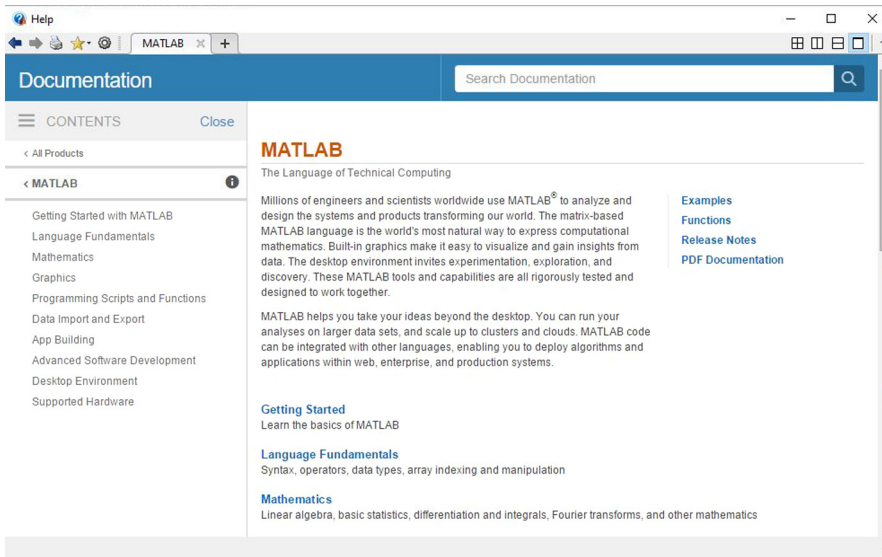 Help
MATLAB
Documentation
Search Documentation
CONTENTS
Close
< All Products
< MATLAB
Getting Started with MATLAB
Language Fundamentals
Mathematics
Graphics
Programming Scripts and Functions
Data Import and Export
App Building
Advanced Software Development
Desktop Environment
Supported Hardware
MATLAB
The Language of Technical Computing
Millions of engineers and scientists worldwide use MATLAB® to analyze and
design the systems and products transforming our world. The matrix-based
MATLAB language is the world's most natural way to express computational
mathematics. Built-in graphics make it easy to visualize and gain insights from
data. The desktop environment invites experimentation, exploration, and
discovery. These MATLAB tools and capabilities are all rigorously tested and
designed to work together.
MATLAB helps you take your ideas beyond the desktop. You can run your
analyses on larger data sets, and scale up to clusters and clouds. MATLAB code
can be integrated with other languages, enabling you to deploy algorithms and
applications within web, enterprise, and production systems.
Examples
Functions
Release Notes
PDF Documentation
Getting Started
Learn the basics of MATLAB
Language Fundamentals
Syntax, operators, data types, array indexing and manipulation
Mathematics
Linear algebra, basic statistics, differentiation and integrals, Fourier transforms, and other mathematics